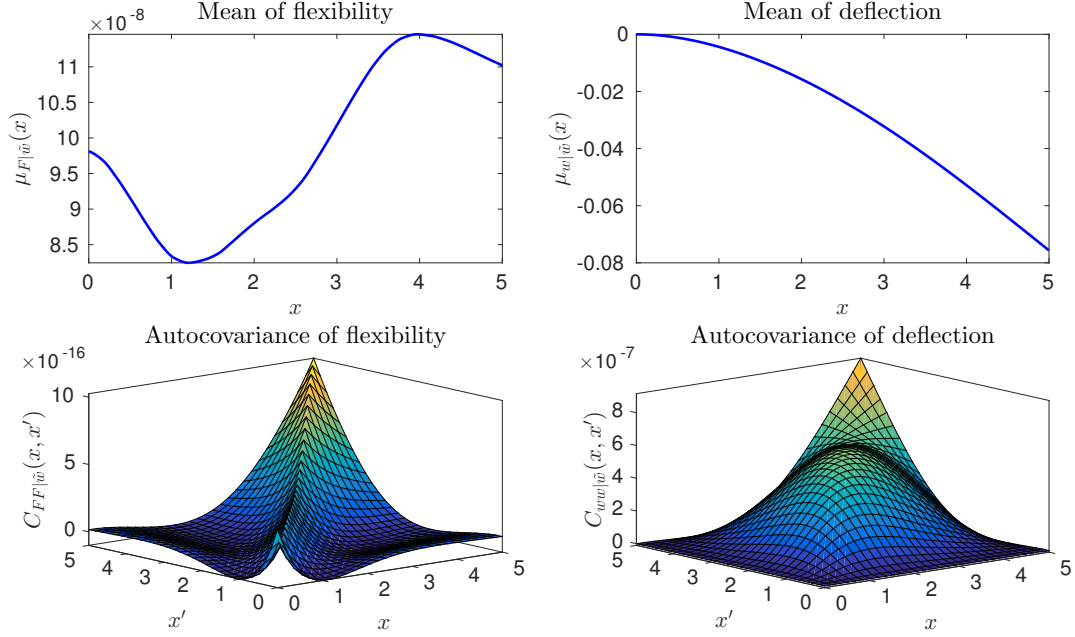 Mean of flexibility
×10⁻⁸
11
10.5
10
9.5
9
8.5
0 1 2 3 4 5
x
μ_{F|w̃}(x)
Mean of deflection
0
-0.02
-0.04
-0.06
-0.08
0 1 2 3 4 5
x
μ_{w|w̃}(x)
Autocovariance of flexibility
×10⁻¹⁶
10
5
0
C_{FF|w̃}(x, x′)
5 4 3 2 1 0
x′
0 1 2 3 4 5
x
Autocovariance of deflection
×10⁻⁷
8
6
4
2
0
C_{ww|w̃}(x, x′)
5 4 3 2 1 0
x′
0 1 2 3 4 5
x